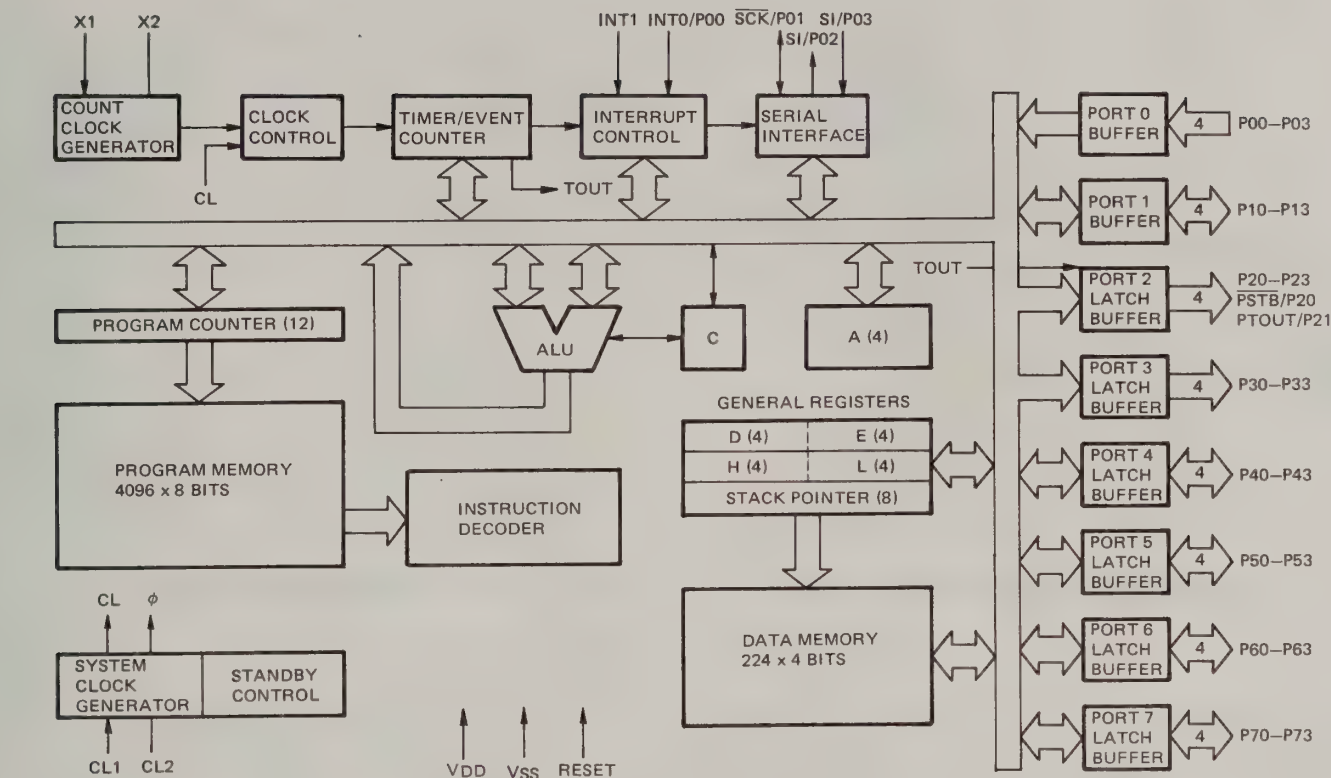 X1 X2
INT1 INT0/P00 SCK/P01 SI/P03
SI/P02
COUNT
CLOCK
GENERATOR
CLOCK
CONTROL
TIMER/EVENT
COUNTER
INTERRUPT
CONTROL
SERIAL
INTERFACE
CL
TOUT
PORT 0
BUFFER
4
P00–P03
PORT 1
BUFFER
4
P10–P13
TOUT
PORT 2
LATCH
BUFFER
4
P20–P23
PSTB/P20
PTOUT/P21
PROGRAM COUNTER (12)
ALU
C
A (4)
PORT 3
LATCH
BUFFER
4
P30–P33
GENERAL REGISTERS
D (4) E (4)
H (4) L (4)
STACK POINTER (8)
PORT 4
LATCH
BUFFER
4
P40–P43
PROGRAM MEMORY
4096 x 8 BITS
INSTRUCTION
DECODER
PORT 5
LATCH
BUFFER
4
P50–P53
DATA MEMORY
224 x 4 BITS
PORT 6
LATCH
BUFFER
4
P60–P63
CL ϕ
SYSTEM
CLOCK
GENERATOR
STANDBY
CONTROL
PORT 7
LATCH
BUFFER
4
P70–P73
CL1 CL2
VDD VSS RESET